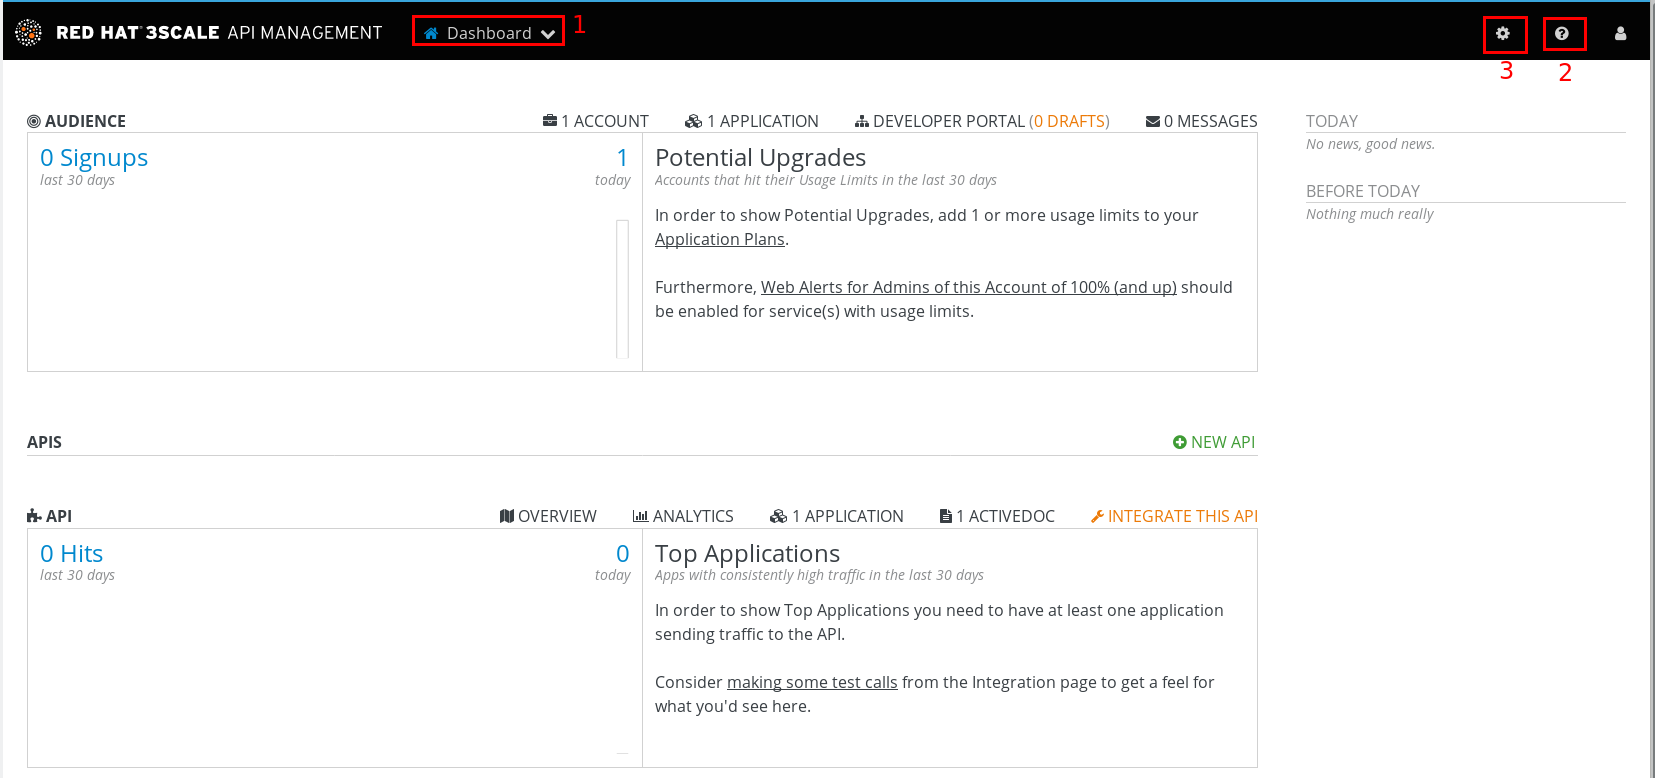 RED HAT® 3SCALE API MANAGEMENT Dashboard 1
3 2
AUDIENCE 1 ACCOUNT 1 APPLICATION DEVELOPER PORTAL (0 DRAFTS) 0 MESSAGES
0 Signups 1
last 30 days today
Potential Upgrades
Accounts that hit their Usage Limits in the last 30 days
In order to show Potential Upgrades, add 1 or more usage limits to your
Application Plans.
Furthermore, Web Alerts for Admins of this Account of 100% (and up) should
be enabled for service(s) with usage limits.
TODAY
No news, good news.
BEFORE TODAY
Nothing much really
APIS NEW API
API OVERVIEW ANALYTICS 1 APPLICATION 1 ACTIVEDOC INTEGRATE THIS API
0 Hits 0
last 30 days today
Top Applications
Apps with consistently high traffic in the last 30 days
In order to show Top Applications you need to have at least one application
sending traffic to the API.
Consider making some test calls from the Integration page to get a feel for
what you'd see here.